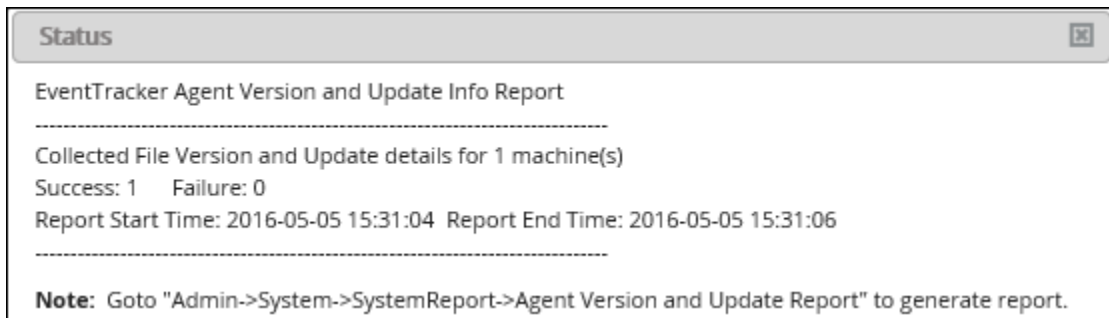 Status
EventTracker Agent Version and Update Info Report
--------------------------------------------------------------------------------
Collected File Version and Update details for 1 machine(s)
Success: 1 Failure: 0
Report Start Time: 2016-05-05 15:31:04 Report End Time: 2016-05-05 15:31:06
--------------------------------------------------------------------------------
Note: Goto "Admin->System->SystemReport->Agent Version and Update Report" to generate report.